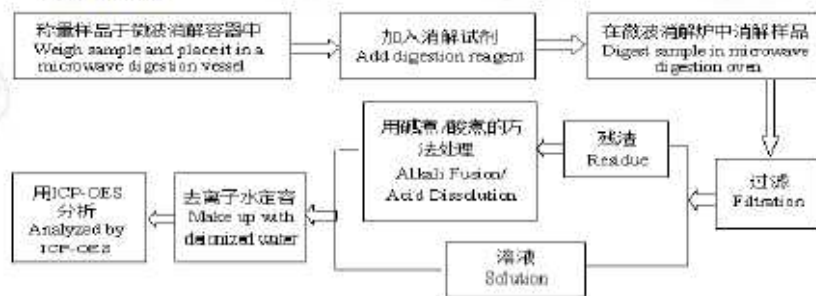 称量样品于微波消解容器中
Weigh sample and place it in a
microwave digestion vessel
加入消解试剂
Add digestion reagent
在微波消解炉中消解样品
Digest sample in microwave
digestion oven
过滤
Filtration
残渣
Residue
用碱煮/酸煮的方
法处理
Alkali Fusion/
Acid Dissolution
溶液
Solution
去离子水定容
Make up with
deionized water
用ICP-OES
分析
Analyzed by
ICP-OES